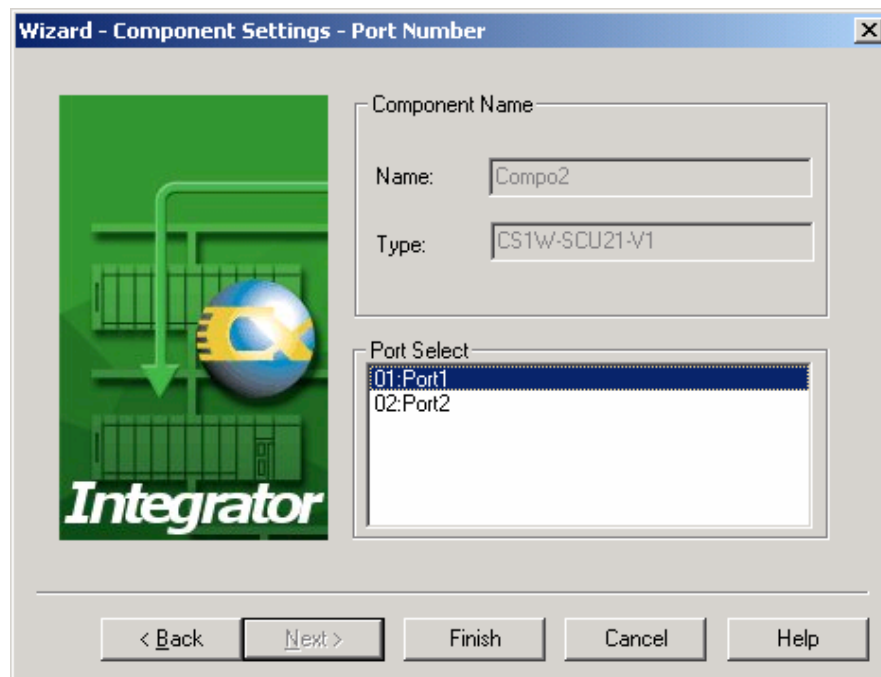 Wizard - Component Settings - Port Number
Component Name
Name: Compo2
Type: CS1W-SCU21-V1
Cx
Integrator
Port Select
01:Port1
02:Port2
< Back Next > Finish Cancel Help